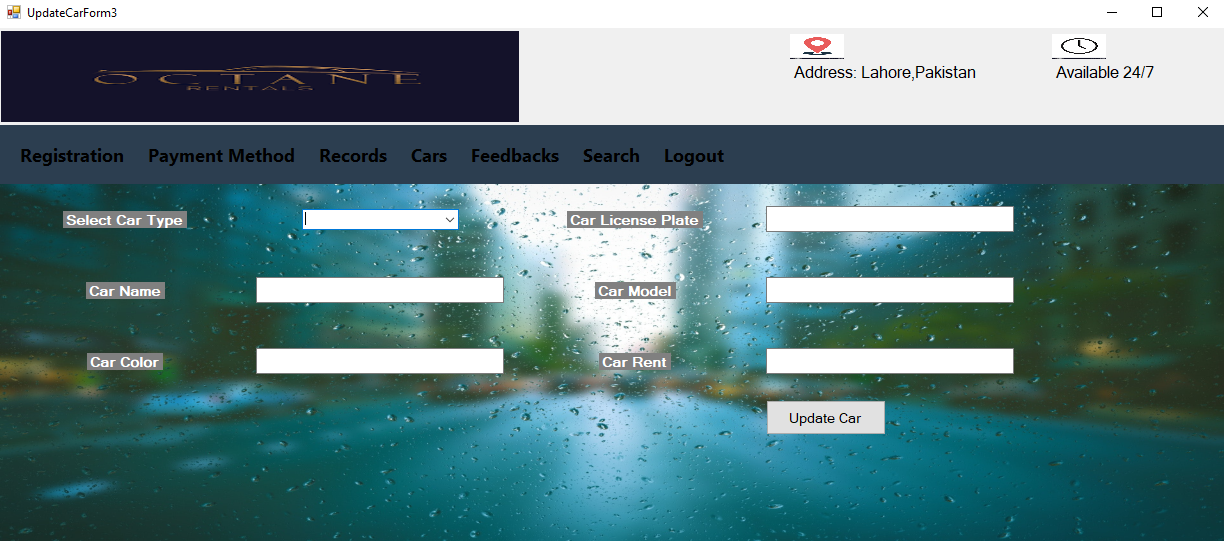 UpdateCarForm3
OCTANE
RENTALS
Address: Lahore,Pakistan
Available 24/7
Registration Payment Method Records Cars Feedbacks Search Logout
Select Car Type
Car License Plate
Car Name
Car Model
Car Color
Car Rent
Update Car